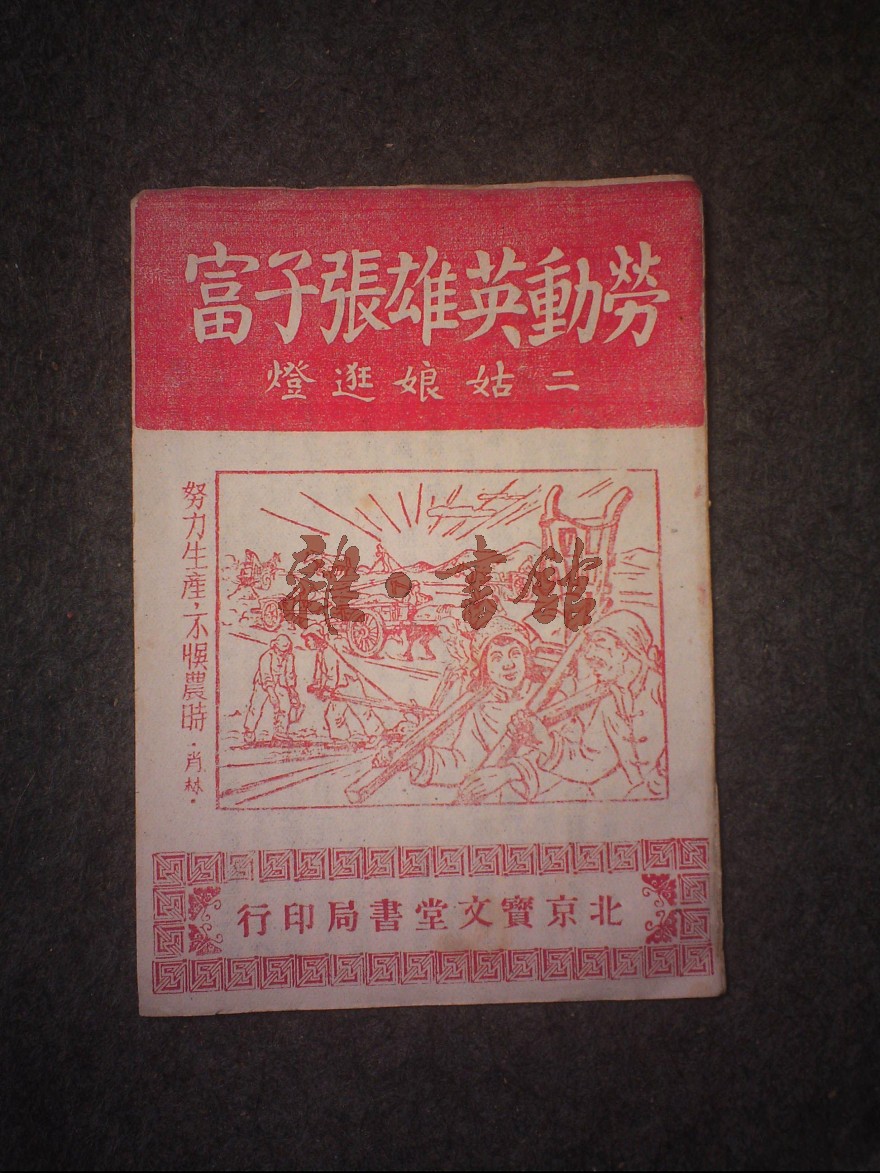 勞動英雄張子富
二姑娘逛燈
努力生產，不悞農時·肖林·
雜·書館
北京寶文堂書局印行